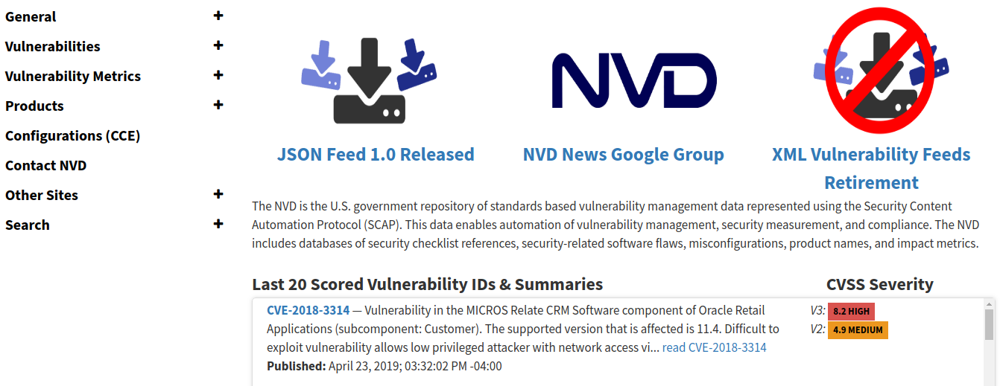 General +
Vulnerabilities +
Vulnerability Metrics +
Products +
Configurations (CCE)
Contact NVD
Other Sites +
Search +
NVD
JSON Feed 1.0 Released
NVD News Google Group
XML Vulnerability Feeds
Retirement
The NVD is the U.S. government repository of standards based vulnerability management data represented using the Security Content
Automation Protocol (SCAP). This data enables automation of vulnerability management, security measurement, and compliance. The NVD
includes databases of security checklist references, security-related software flaws, misconfigurations, product names, and impact metrics.
Last 20 Scored Vulnerability IDs & Summaries
CVSS Severity
CVE-2018-3314 — Vulnerability in the MICROS Relate CRM Software component of Oracle Retail
Applications (subcomponent: Customer). The supported version that is affected is 11.4. Difficult to
exploit vulnerability allows low privileged attacker with network access vi... read CVE-2018-3314
Published: April 23, 2019; 03:32:02 PM -04:00
V3: 8.2 HIGH
V2: 4.9 MEDIUM